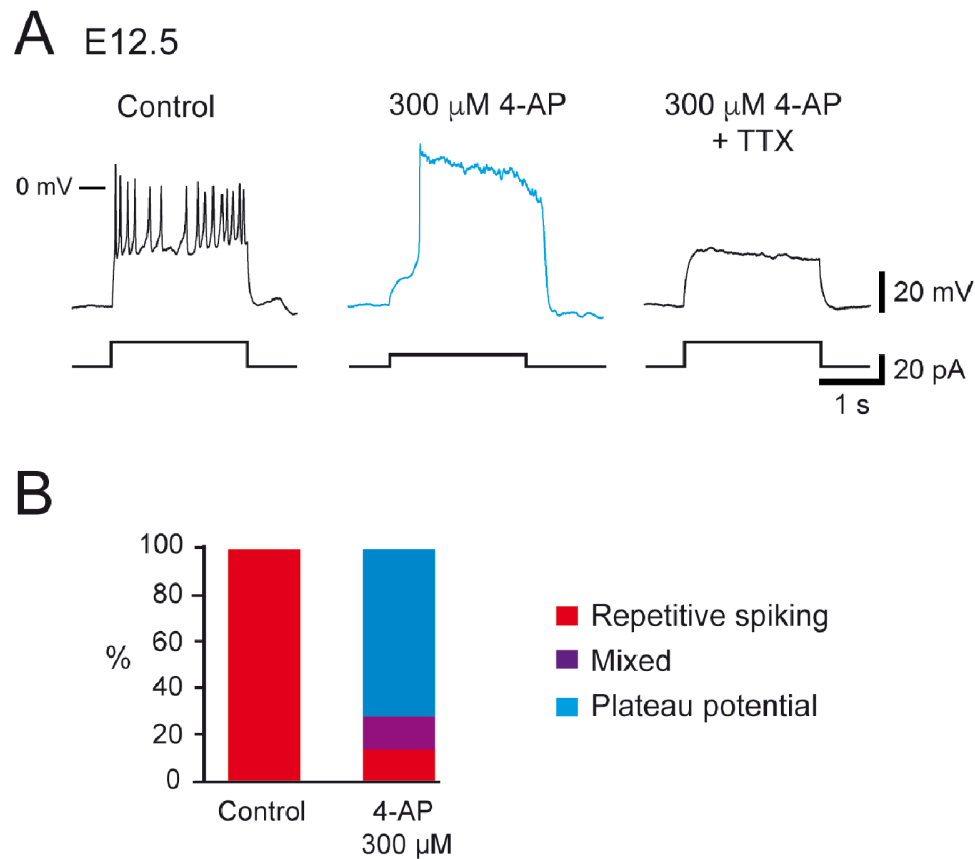 A E12.5
Control
300 µM 4-AP
300 µM 4-AP
+ TTX
0 mV
20 mV
20 pA
1 s
B
100
80
60
40
20
0
%
Control
4-AP
300 µM
Repetitive spiking
Mixed
Plateau potential